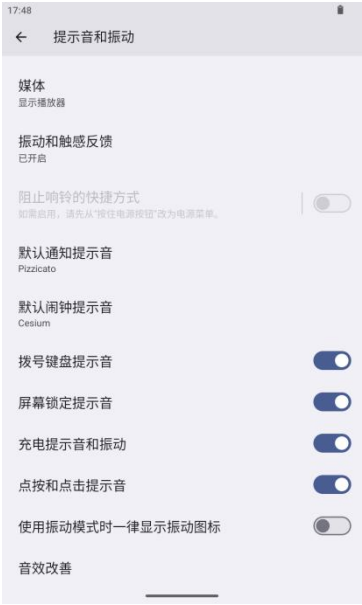 17:48
提示音和振动
媒体
显示播放器
振动和触感反馈
已开启
阻止响铃的快捷方式
如需启用，请先从“按住电源按钮”改为电源菜单。
默认通知提示音
Pizzicato
默认闹钟提示音
Cesium
拨号键盘提示音
屏幕锁定提示音
充电提示音和振动
点按和点击提示音
使用振动模式时一律显示振动图标
音效改善